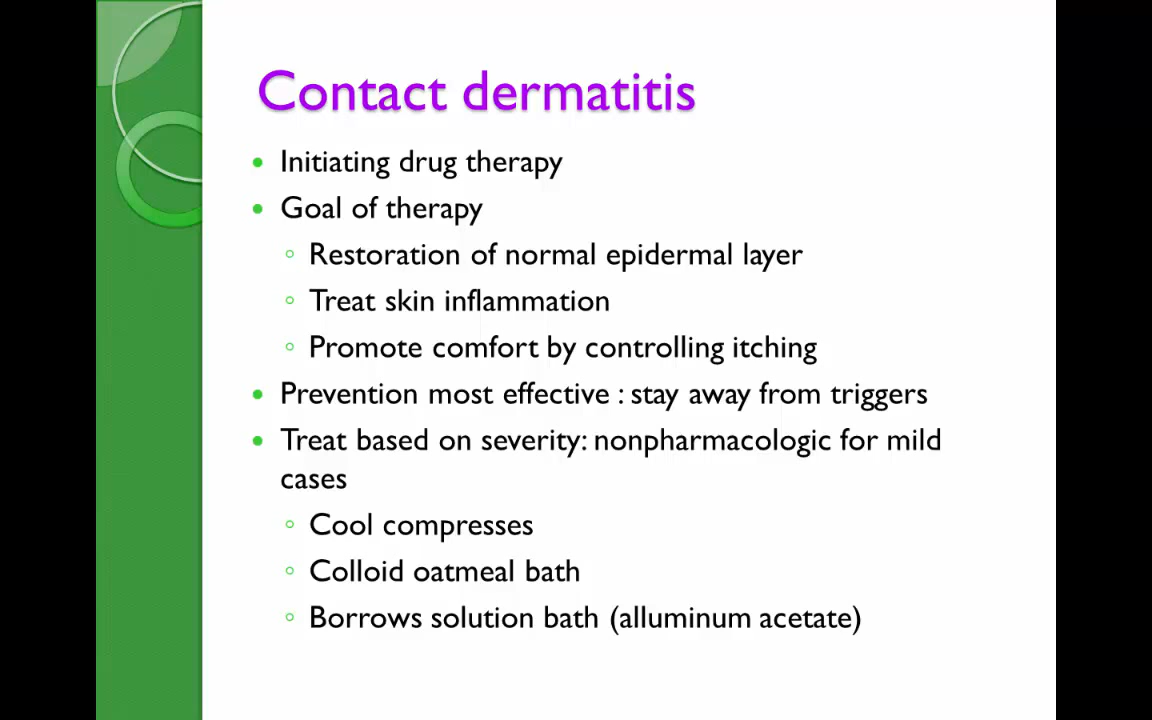 Contact dermatitis
• Initiating drug therapy
• Goal of therapy
◦ Restoration of normal epidermal layer
◦ Treat skin inflammation
◦ Promote comfort by controlling itching
• Prevention most effective : stay away from triggers
• Treat based on severity: nonpharmacologic for mild
cases
◦ Cool compresses
◦ Colloid oatmeal bath
◦ Borrows solution bath (alluminum acetate)